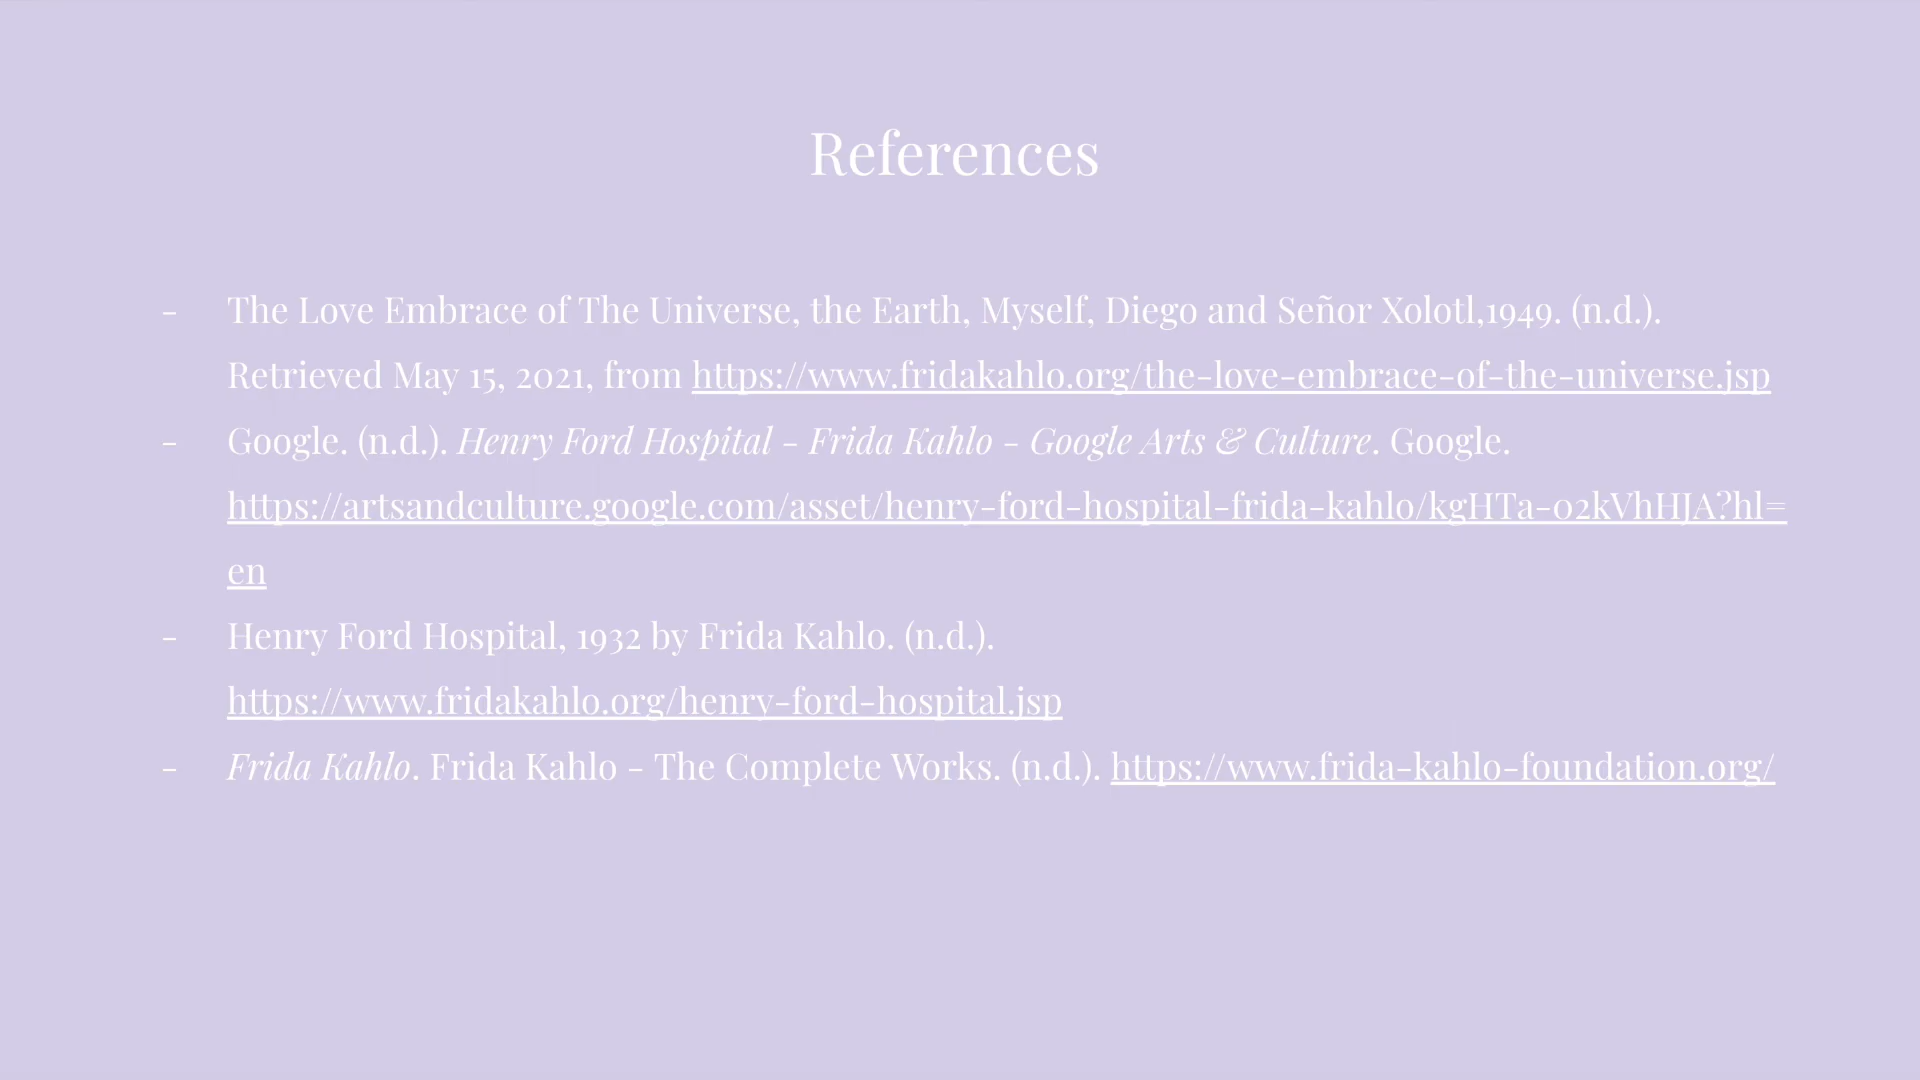 References
- The Love Embrace of The Universe, the Earth, Myself, Diego and Señor Xolotl,1949. (n.d.).
Retrieved May 15, 2021, from https://www.fridakahlo.org/the-love-embrace-of-the-universe.jsp
- Google. (n.d.). Henry Ford Hospital - Frida Kahlo - Google Arts & Culture. Google.
https://artsandculture.google.com/asset/henry-ford-hospital-frida-kahlo/kgHTa-02kVhHJA?hl=
en
- Henry Ford Hospital, 1932 by Frida Kahlo. (n.d.).
https://www.fridakahlo.org/henry-ford-hospital.jsp
- Frida Kahlo. Frida Kahlo - The Complete Works. (n.d.). https://www.frida-kahlo-foundation.org/